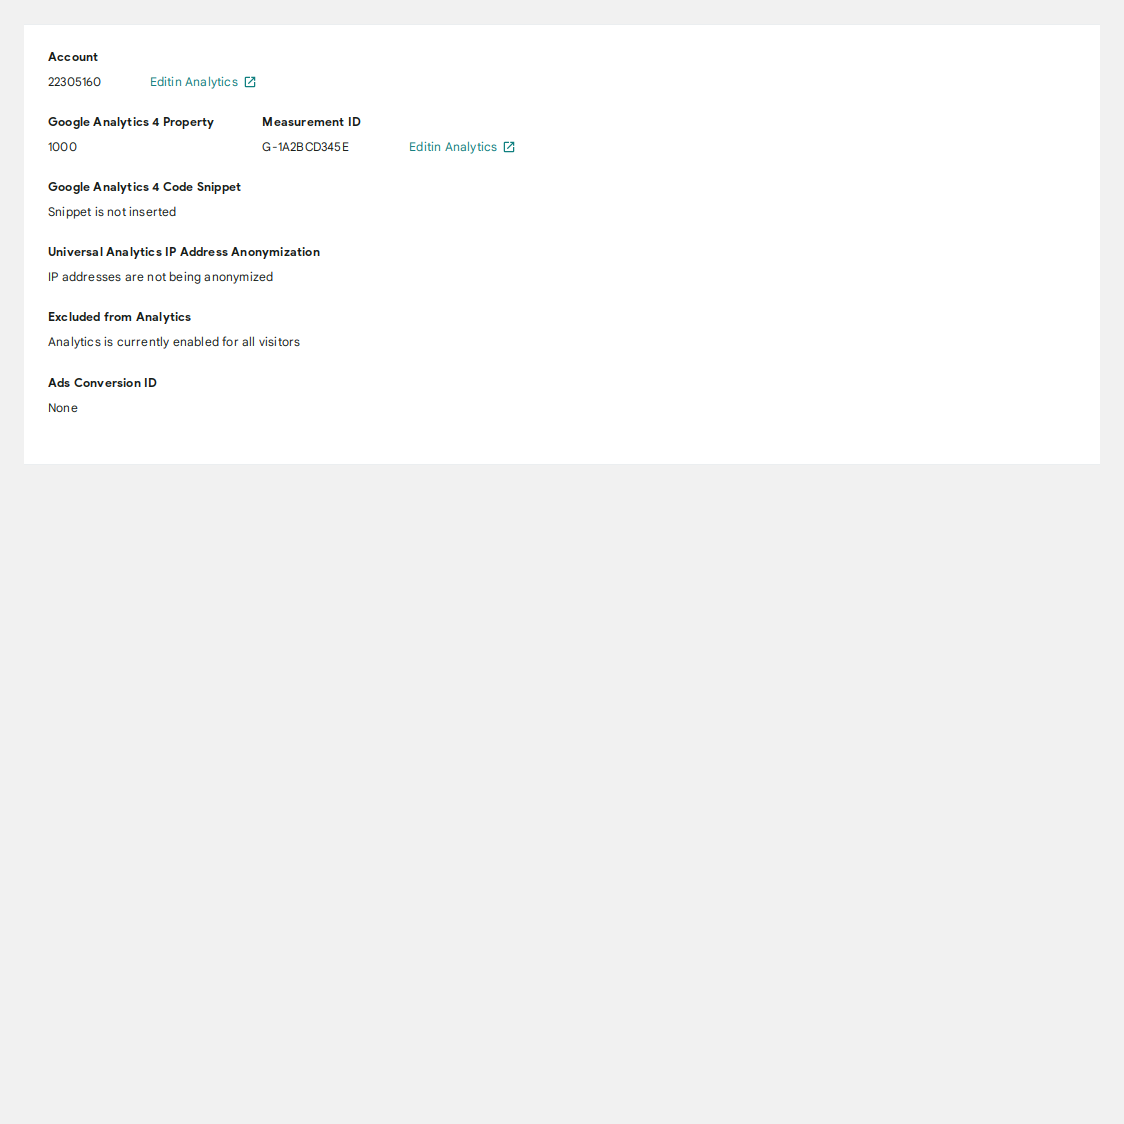 Account
22305160 Editin Analytics
Google Analytics 4 Property Measurement ID
1000 G-1A2BCD345E Editin Analytics
Google Analytics 4 Code Snippet
Snippet is not inserted
Universal Analytics IP Address Anonymization
IP addresses are not being anonymized
Excluded from Analytics
Analytics is currently enabled for all visitors
Ads Conversion ID
None